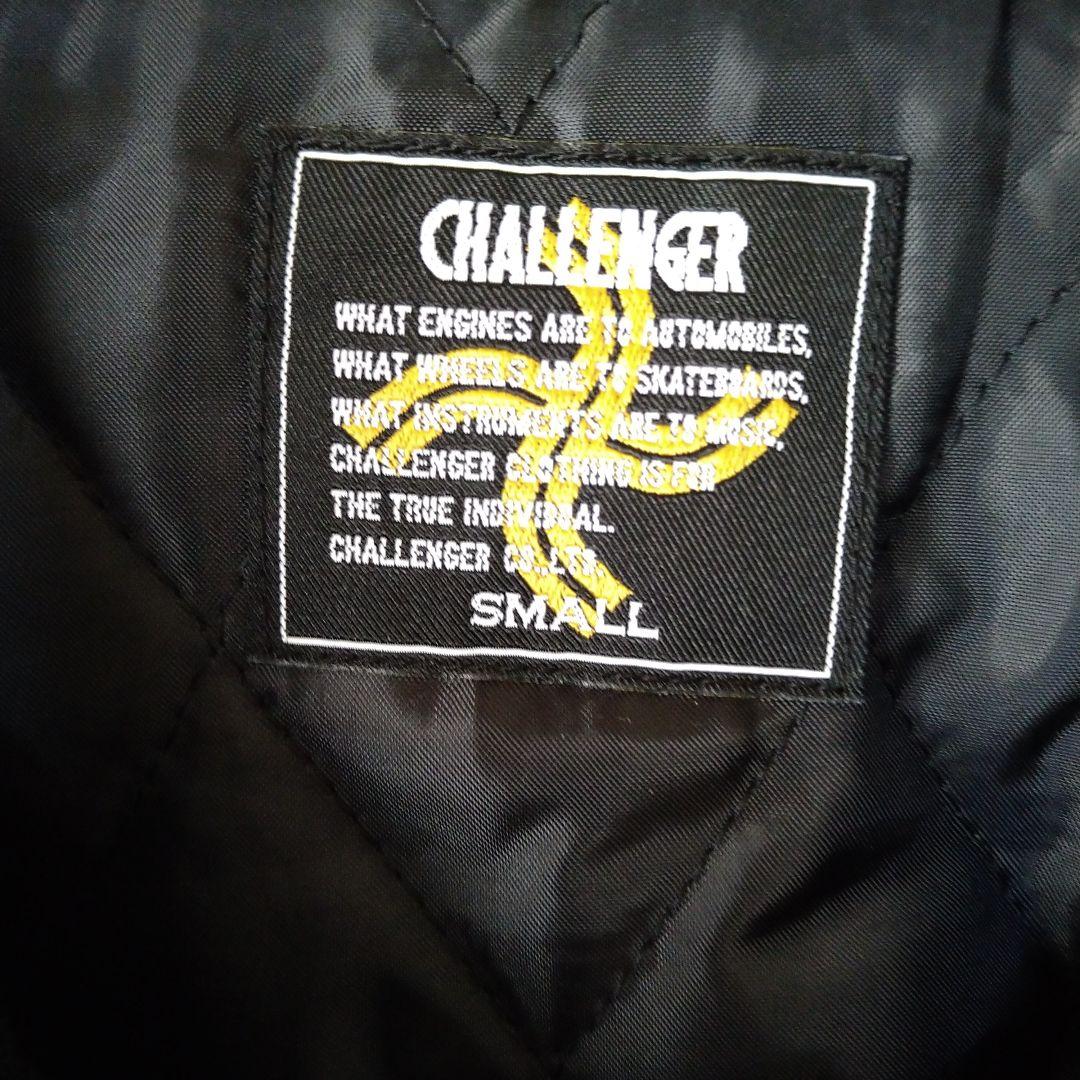 CHALLENGER
WHAT ENGINES ARE TO AUTOMOBILES,
WHAT WHEELS ARE TO SKATEBOARDS,
WHAT INSTRUMENTS ARE TO MUSIC,
CHALLENGER CLOTHING IS FOR
THE TRUE INDIVIDUAL.
CHALLENGER CO.,LTD.
SMALL